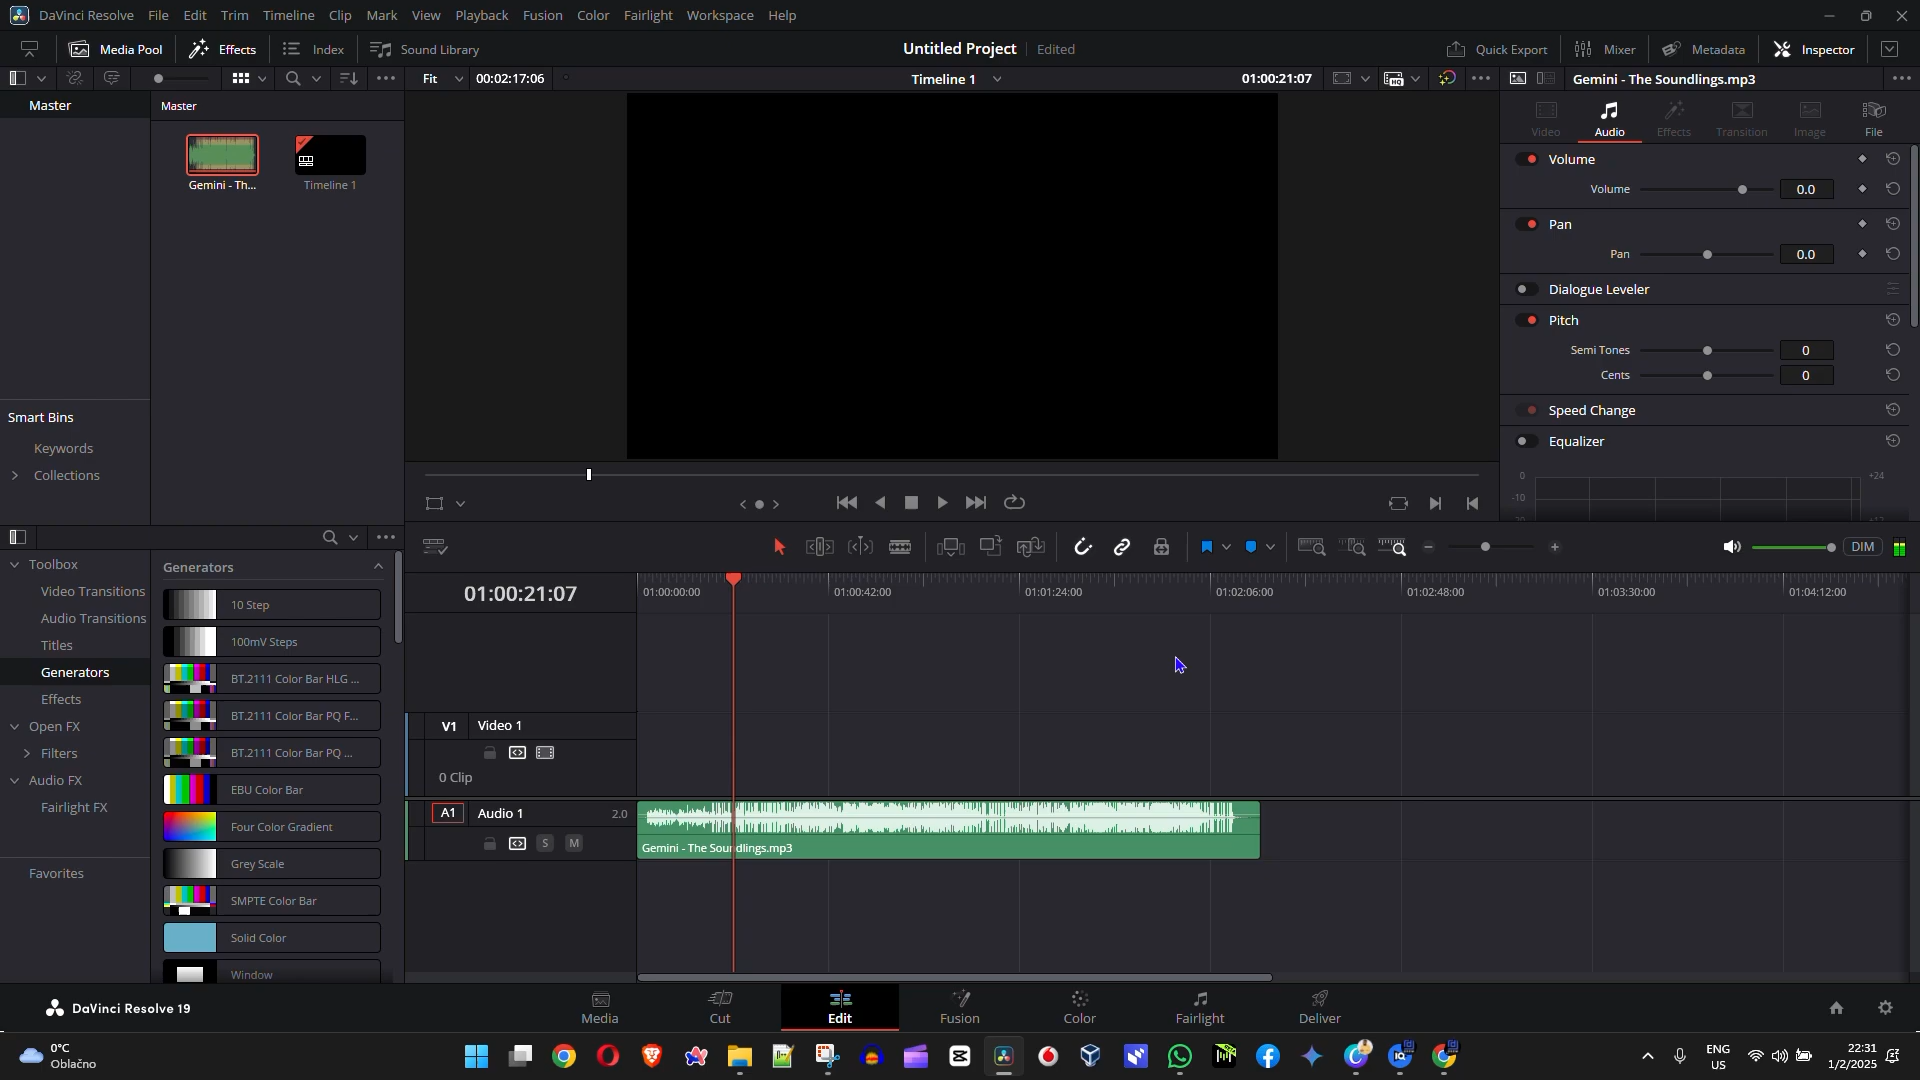 DaVinci Resolve File Edit Trim Timeline Clip Mark View Playback Fusion Color Fairlight Workspace Help
Media Pool Effects Index Sound Library Untitled Project Edited Quick Export Mixer Metadata Inspector
Fit 00:02:17:06 Timeline 1 01:00:21:07 Gemini - The Soundlings.mp3
Master Master
Video Audio Effects Transition Image File
Gemini - Th... Timeline 1
Volume
Volume 0.0
Pan
Pan 0.0
Dialogue Leveler
Pitch
Semi Tones 0
Cents 0
Speed Change
Equalizer
0 +24
-10
Smart Bins
Keywords
Collections
DIM
Toolbox
Video Transitions
Audio Transitions
Titles
Generators
Effects
Open FX
Filters
Audio FX
Fairlight FX
Favorites
Generators
10 Step
100mV Steps
BT.2111 Color Bar HLG ...
BT.2111 Color Bar PQ F...
BT.2111 Color Bar PQ ...
EBU Color Bar
Four Color Gradient
Grey Scale
SMPTE Color Bar
Solid Color
Window
01:00:21:07
01:00:00:00 01:00:42:00 01:01:24:00 01:02:06:00 01:02:48:00 01:03:30:00 01:04:12:00
V1 Video 1
0 Clip
A1 Audio 1 2.0
S M
Gemini - The Soundlings.mp3
DaVinci Resolve 19
Media Cut Edit Fusion Color Fairlight Deliver
0°C
Oblačno
ENG
US
22:31
1/2/2025